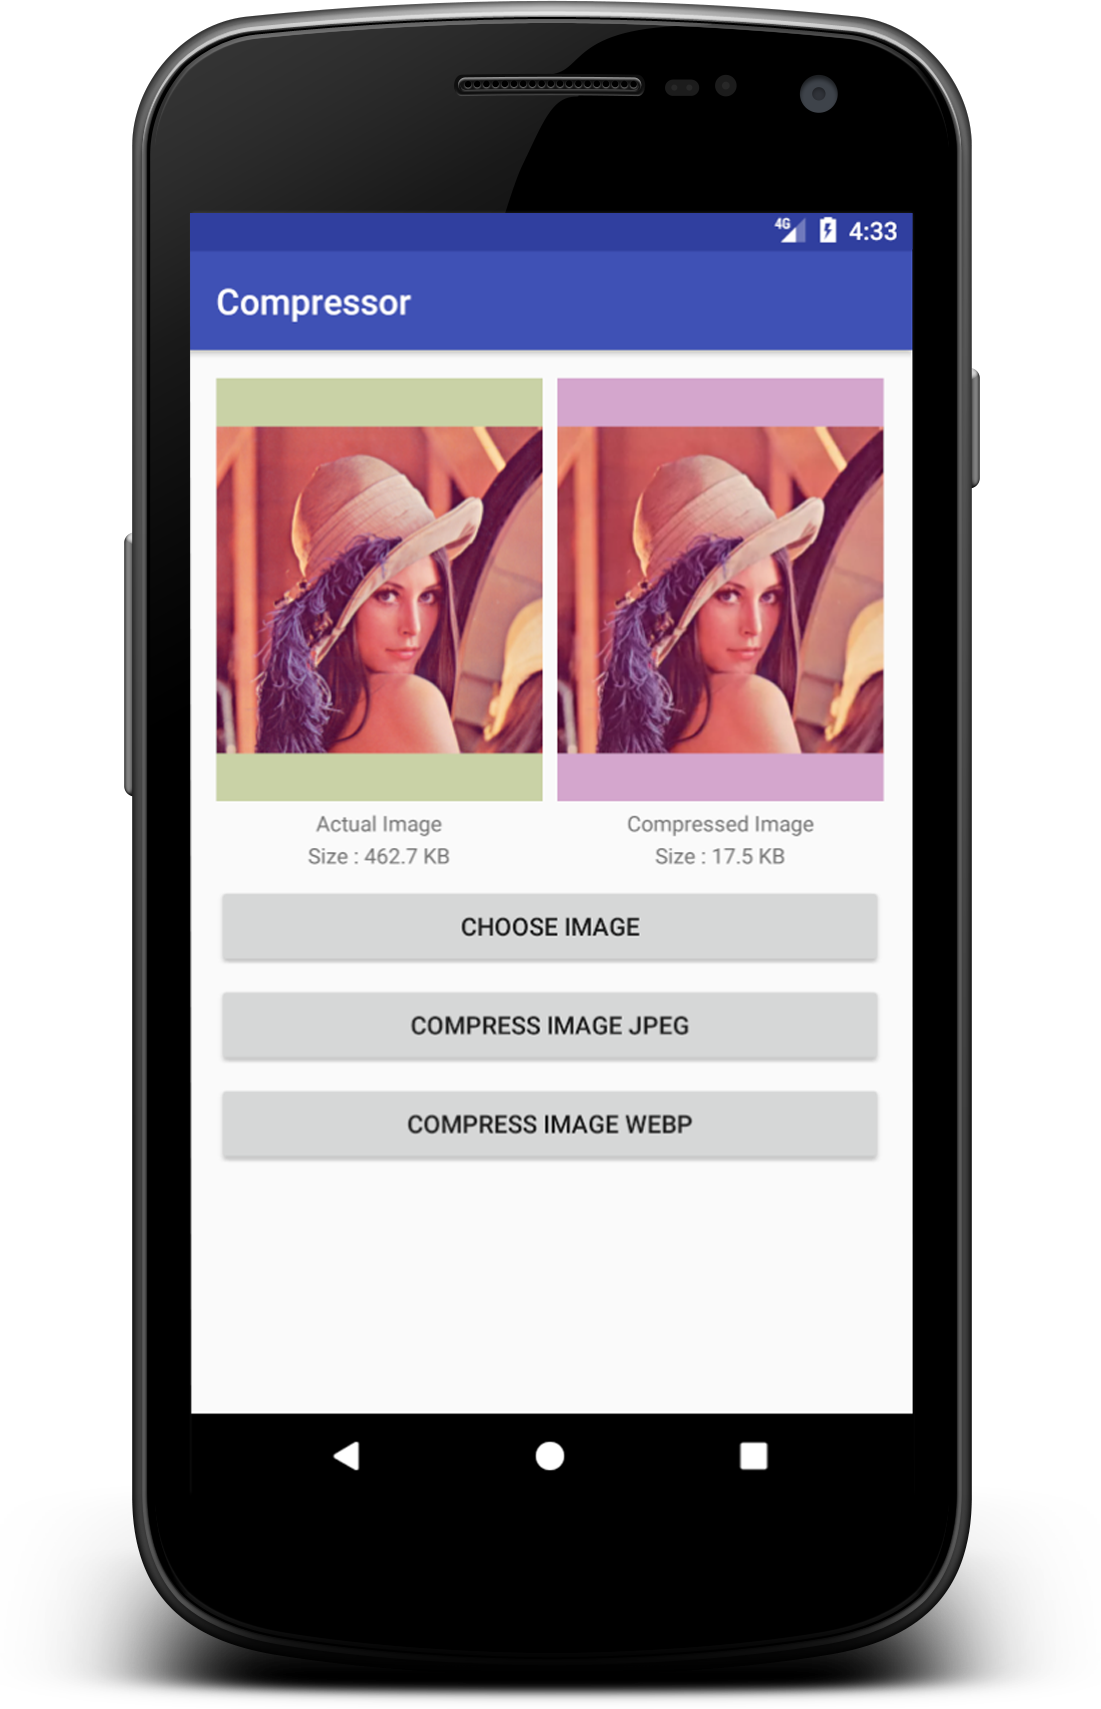 4G 4:33
Compressor
Actual Image
Size : 462.7 KB
Compressed Image
Size : 17.5 KB
CHOOSE IMAGE
COMPRESS IMAGE JPEG
COMPRESS IMAGE WEBP